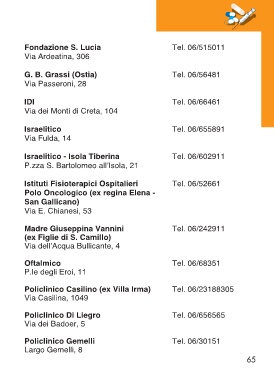 Fondazione S. Lucia Tel. 06/515011
Via Ardeatina, 306
G. B. Grassi (Ostia) Tel. 06/56481
Via Passeroni, 28
IDI Tel. 06/66461
Via dei Monti di Creta, 104
Israelitico Tel. 06/655891
Via Fulda, 14
Israelitico - Isola Tiberina Tel. 06/602911
P.zza S. Bartolomeo all'Isola, 21
Istituti Fisioterapici Ospitalieri Tel. 06/52661
Polo Oncologico (ex regina Elena -
San Gallicano)
Via E. Chianesi, 53
Madre Giuseppina Vannini Tel. 06/242911
(ex Figlie di S. Camillo)
Via dell'Acqua Bullicante, 4
Oftalmico Tel. 06/68351
P.le degli Eroi, 11
Policlinico Casilino (ex Villa Irma) Tel. 06/23188305
Via Casilina, 1049
Policlinico Di Liegro Tel. 06/656565
Via dei Badoer, 5
Policlinico Gemelli Tel. 06/30151
Largo Gemelli, 8
65